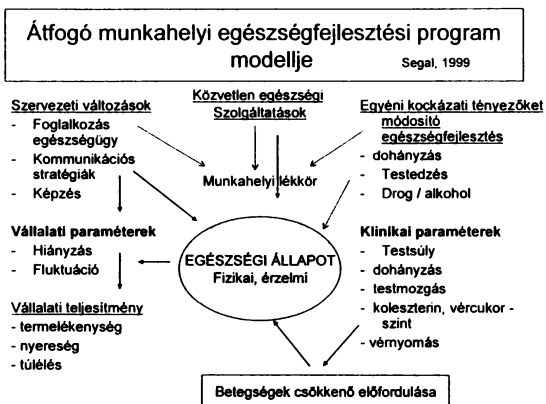 Átfogó munkahelyi egészségfejlesztési program
modellje Segal, 1999
Szervezeti változások
- Foglalkozás
egészségügy
- Kommunikációs
stratégiák
- Képzés
Közvetlen egészségi
Szolgáltatások
Egyéni kockázati tényezőket
módosító
egészségfejlesztés
- dohányzás
- Testedzés
- Drog / alkohol
Munkahelyi lékkör
Vállalati paraméterek
- Hiányzás
- Fluktuáció
EGÉSZSÉGI ÁLLAPOT
Fizikai, érzelmi
Klinikai paraméterek
- Testsúly
- dohányzás
- testmozgás
- koleszterin, vércukor -
szint
- vérnyomás
Vállalati teljesítmény
- termelékenység
- nyereség
- túlélés
Betegségek csökkenő előfordulása